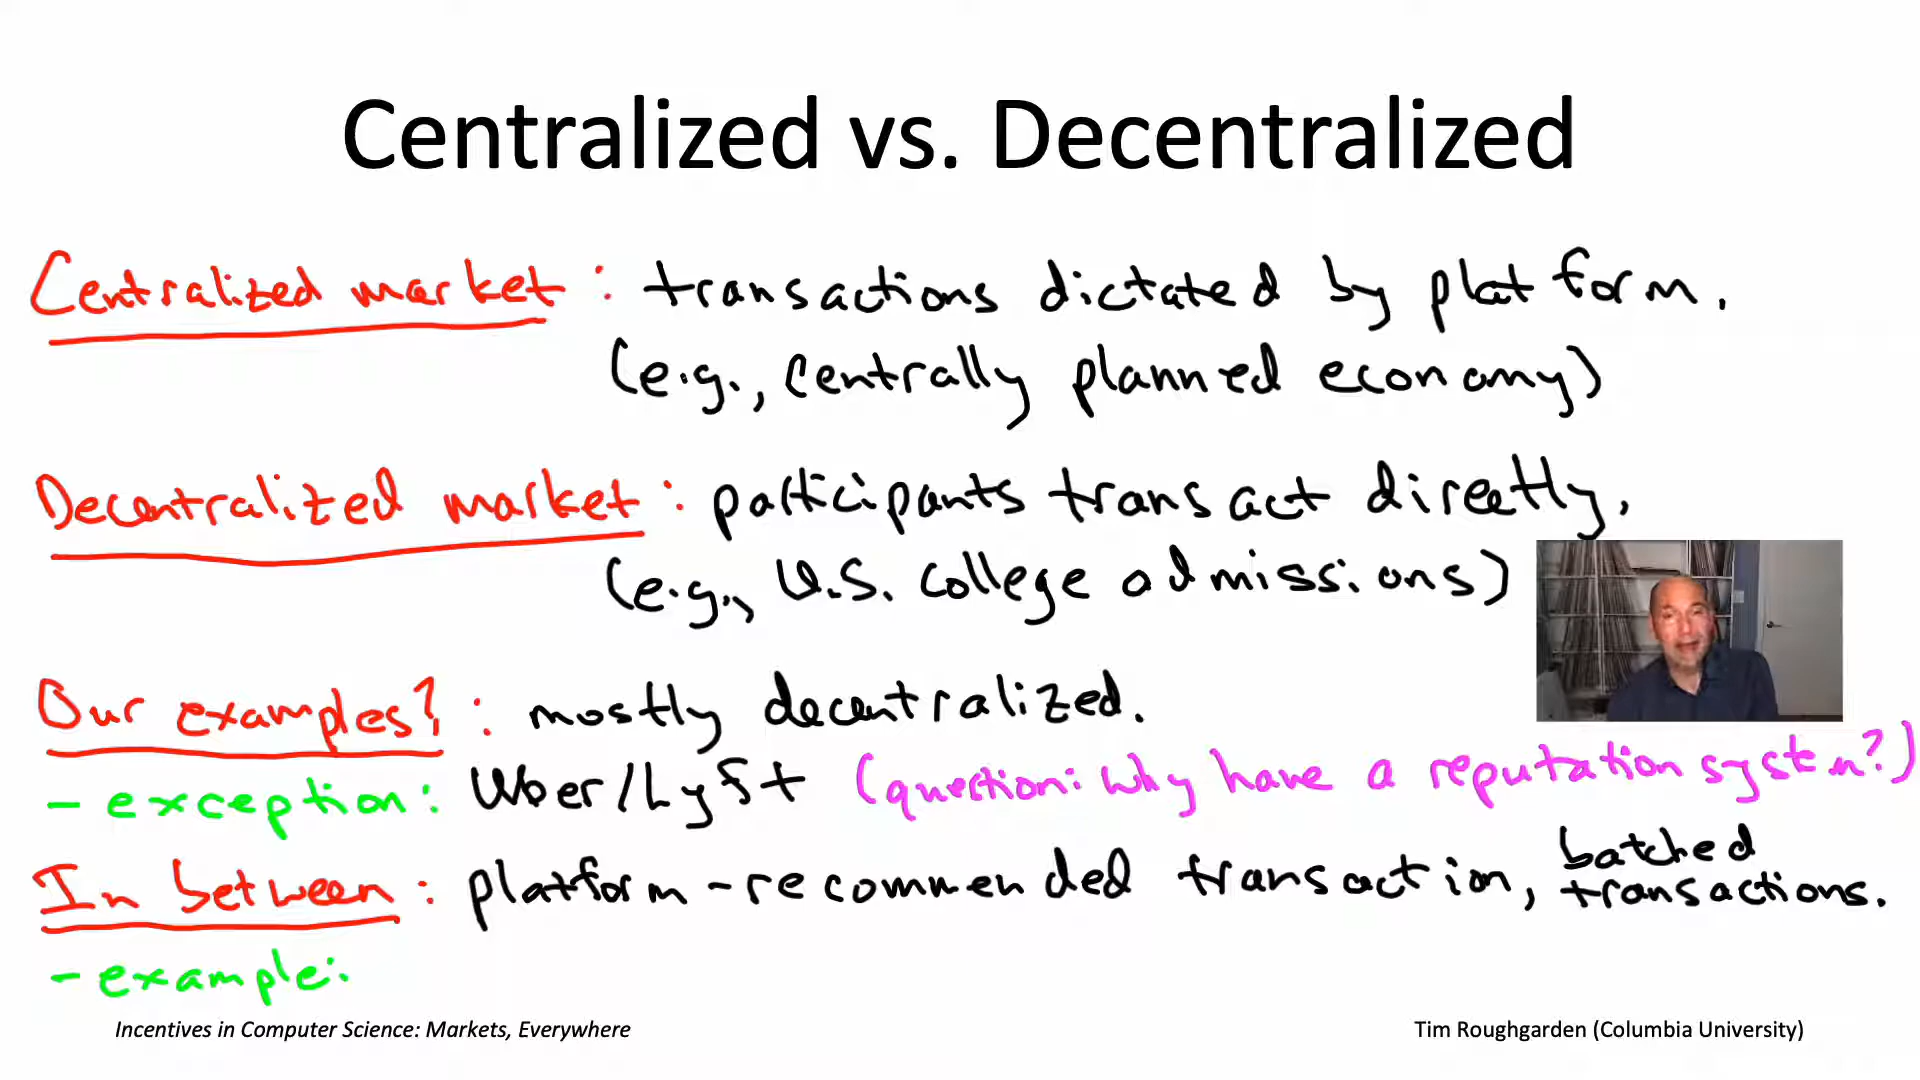 Centralized vs. Decentralized
Centralized market: transactions dictated by platform.
(e.g., centrally planned economy)
Decentralized market: participants transact directly.
(e.g., U.S. college admissions)
Our examples?: mostly decentralized.
- exception: Uber/Lyft (question: why have a reputation system?)
In between: platform-recommended transaction, batched transactions.
- example:
Incentives in Computer Science: Markets, Everywhere
Tim Roughgarden (Columbia University)